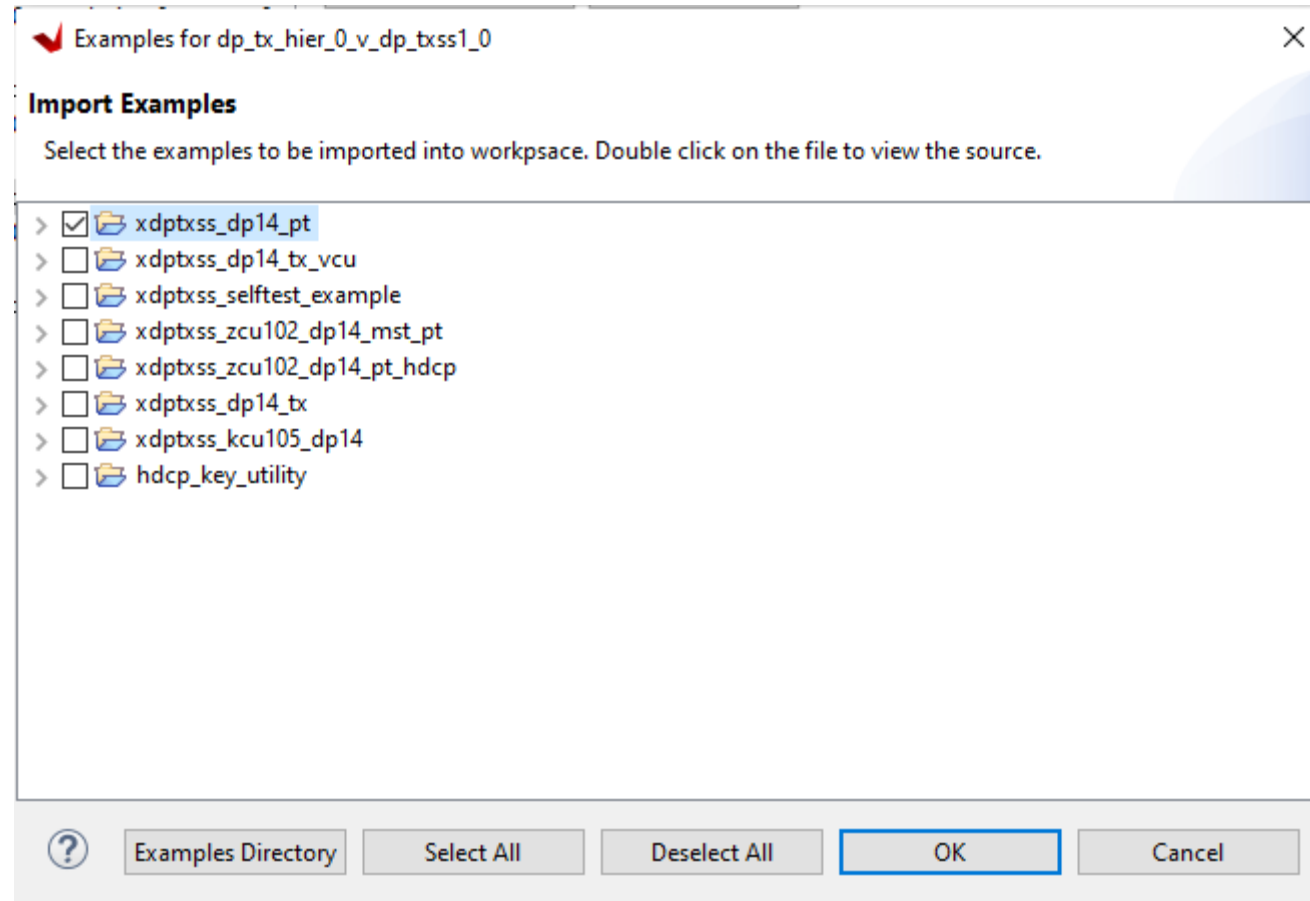 Examples for dp_tx_hier_0_v_dp_txss1_0
Import Examples
Select the examples to be imported into workpsace. Double click on the file to view the source.
xdptxss_dp14_pt
xdptxss_dp14_tx_vcu
xdptxss_selftest_example
xdptxss_zcu102_dp14_mst_pt
xdptxss_zcu102_dp14_pt_hdcp
xdptxss_dp14_tx
xdptxss_kcu105_dp14
hdcp_key_utility
? Examples Directory Select All Deselect All OK Cancel